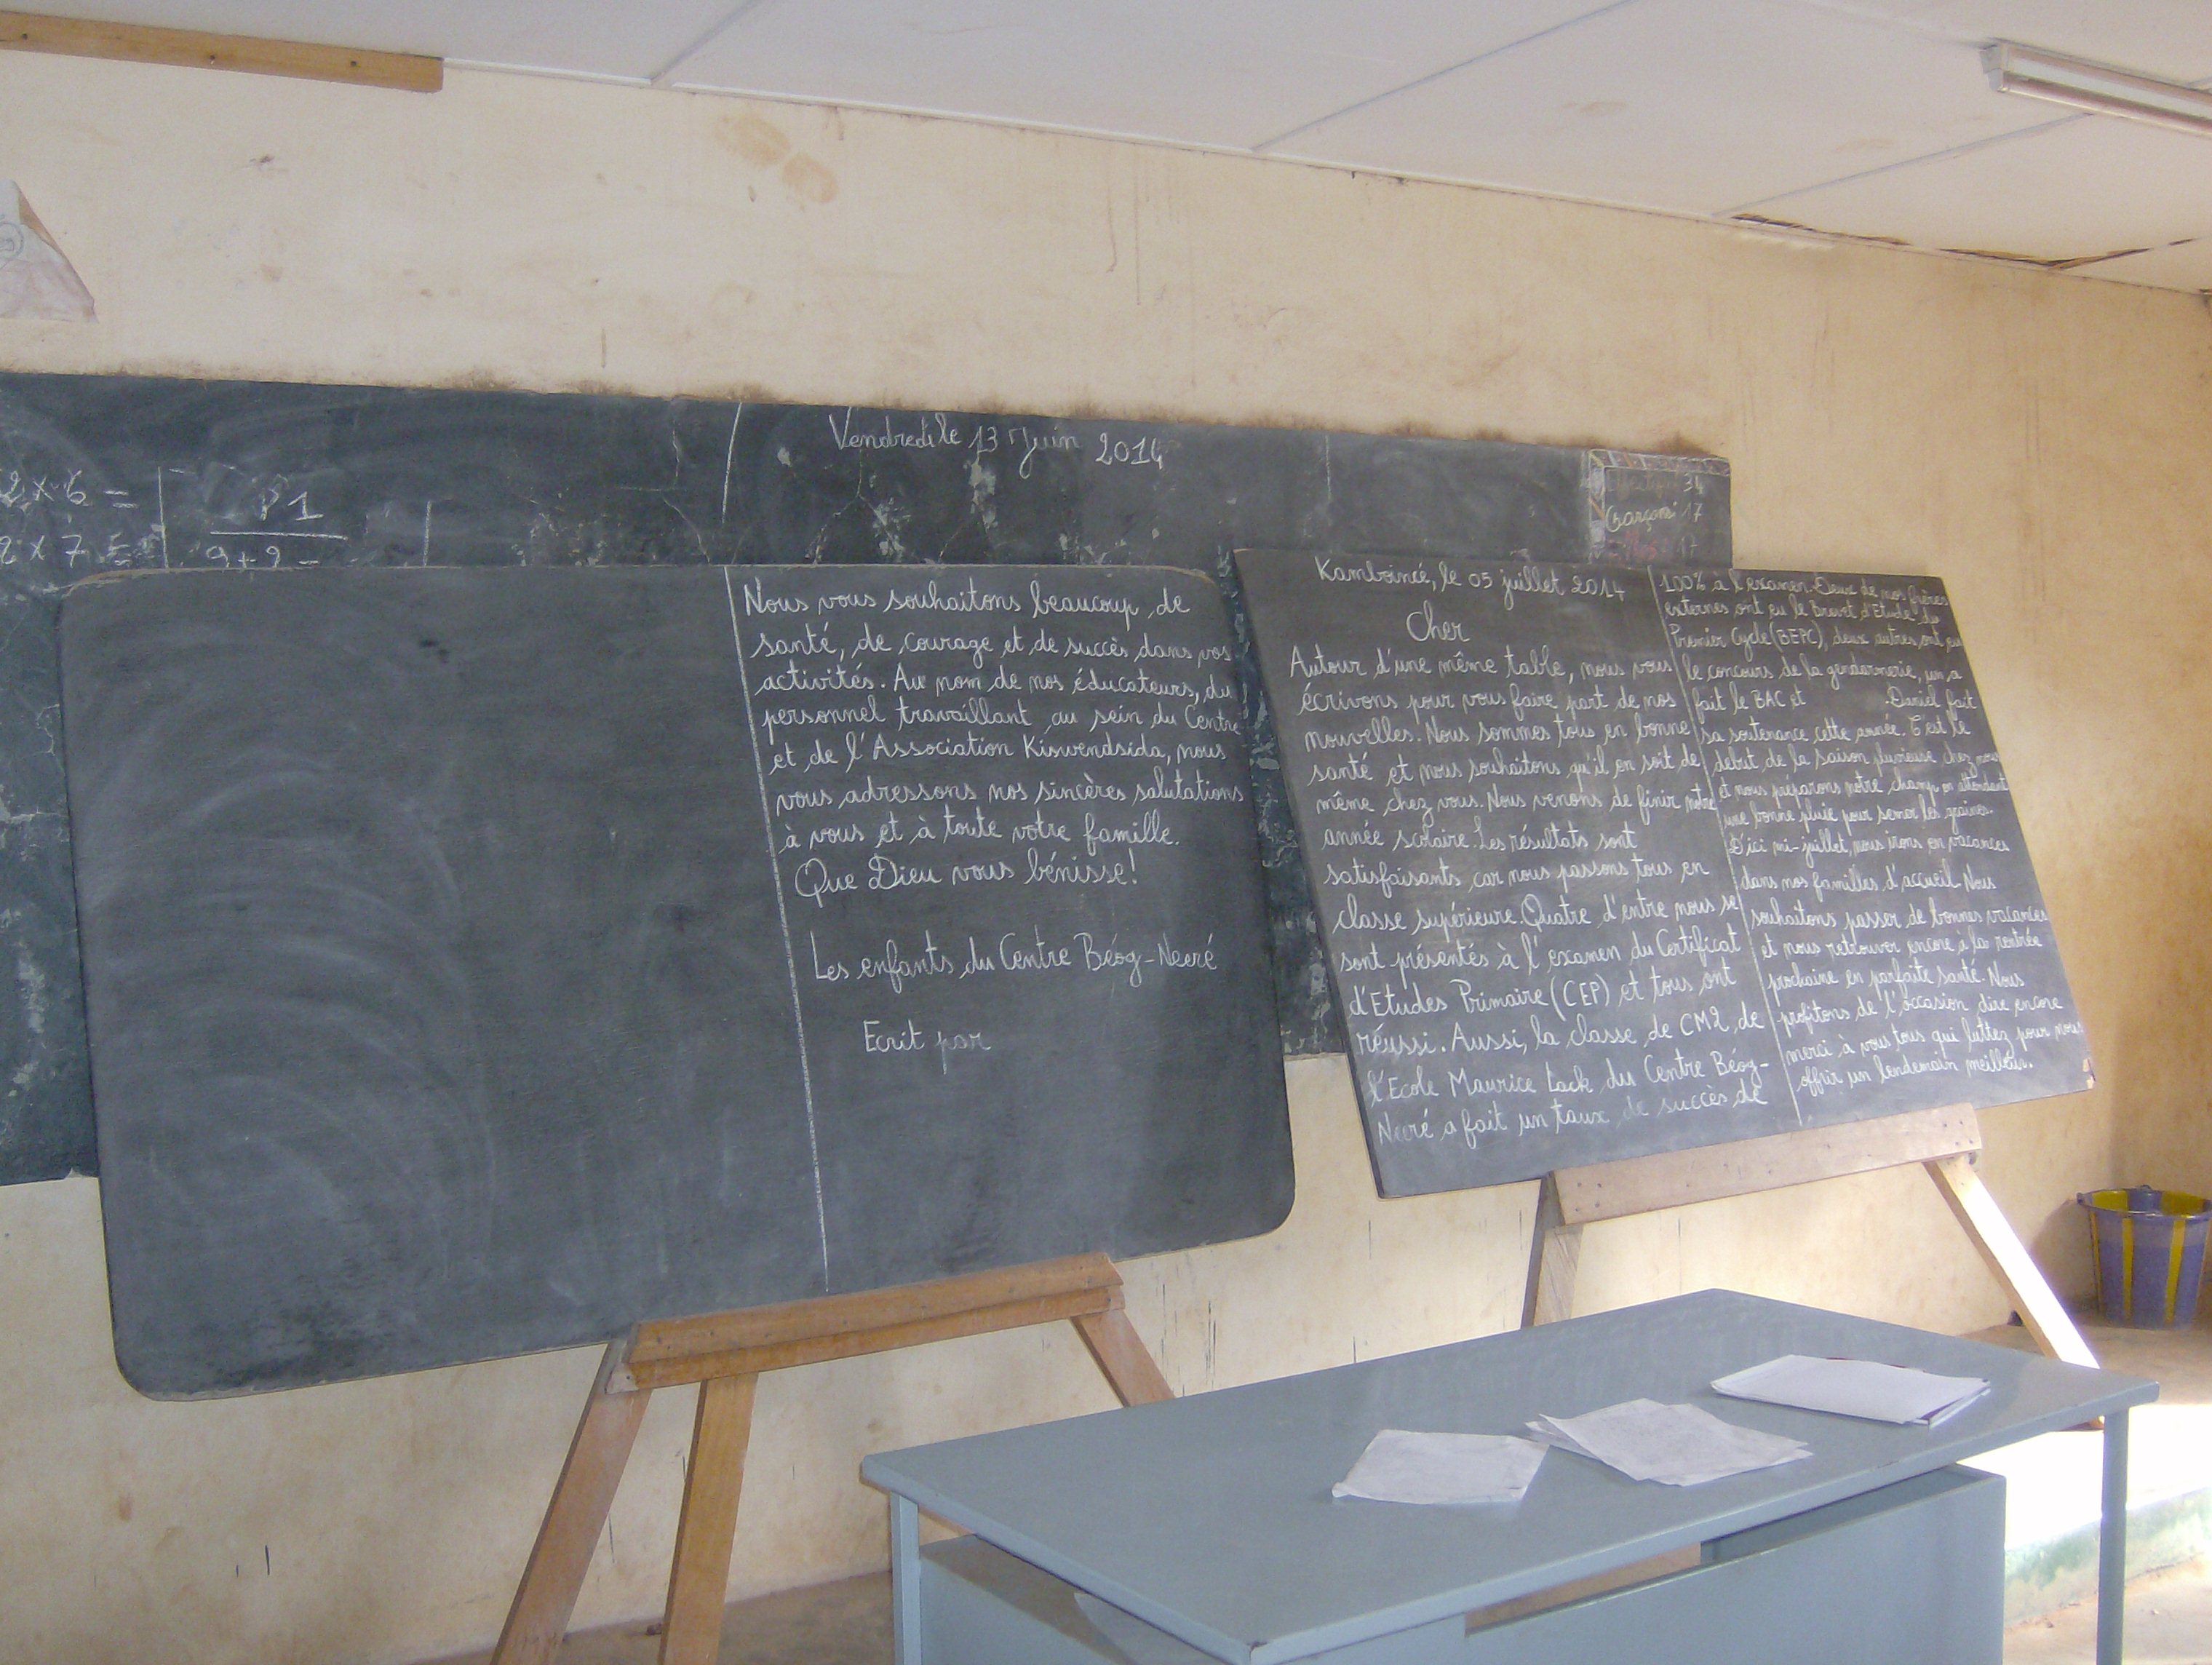 Vendredi le 13 Juin 2014
2 x 6 =
2 x 7 =
P1
9 + 9 =
34
Garçons 17
17
Kamboincé, le 05 juillet 2014
Cher
Autour d'une même table, nous vous
écrivons pour vous faire part de nos
nouvelles. Nous sommes tous en bonne
santé et nous souhaitons qu'il en soit de
même chez vous. Nous venons de finir notre
année scolaire. Les résultats sont
satisfaisants car nous passons tous en
classe supérieure. Quatre d'entre nous se
sont présentés à l'examen du Certificat
d'Etudes Primaire (CEP) et tous ont
réussi. Aussi, la classe de CM2 de
l'Ecole Maurice Lack du Centre Béog-
Neeré a fait un taux de succès de
100% à l'examen. Deux de nos frères
externes ont eu le Brevet d'Etude du
Premier Cycle (BEPC), deux autres ont eu
le concours de la gendarmerie, un a
fait le BAC et Daniel fait
sa soutenance cette année. C'est le
debut de la saison pluvieuse chez nous
et nous préparons notre champ en attendant
une bonne pluie pour semer les graines.
D'ici mi-juillet, nous irons en vacances
dans nos familles d'accueil. Nous
souhaitons passer de bonnes vacances
et nous retrouver encore à la rentrée
prochaine en parfaite santé. Nous
profitons de l'occasion dire encore
merci à vous tous qui luttez pour nous
offrir un lendemain meilleur.
Nous vous souhaitons beaucoup de
santé, de courage et de succès dans vos
activités. Au nom de nos éducateurs, du
personnel travaillant au sein du Centre
et de l'Association Kiswendsida, nous
vous adressons nos sincères salutations
à vous et à toute votre famille.
Que Dieu vous bénisse!
Les enfants du Centre Béog-Neeré
Ecrit par